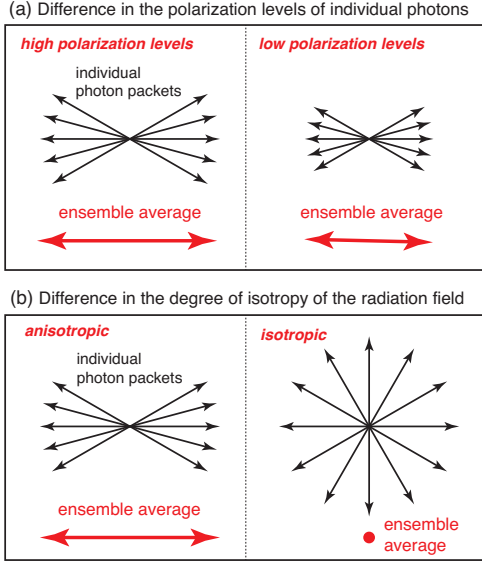 (a) Difference in the polarization levels of individual photons
high polarization levels
low polarization levels
individual
photon packets
ensemble average
ensemble
average
(b) Difference in the degree of isotropy of the radiation field
anisotropic
isotropic
individual
photon packets
ensemble average
ensemble
average